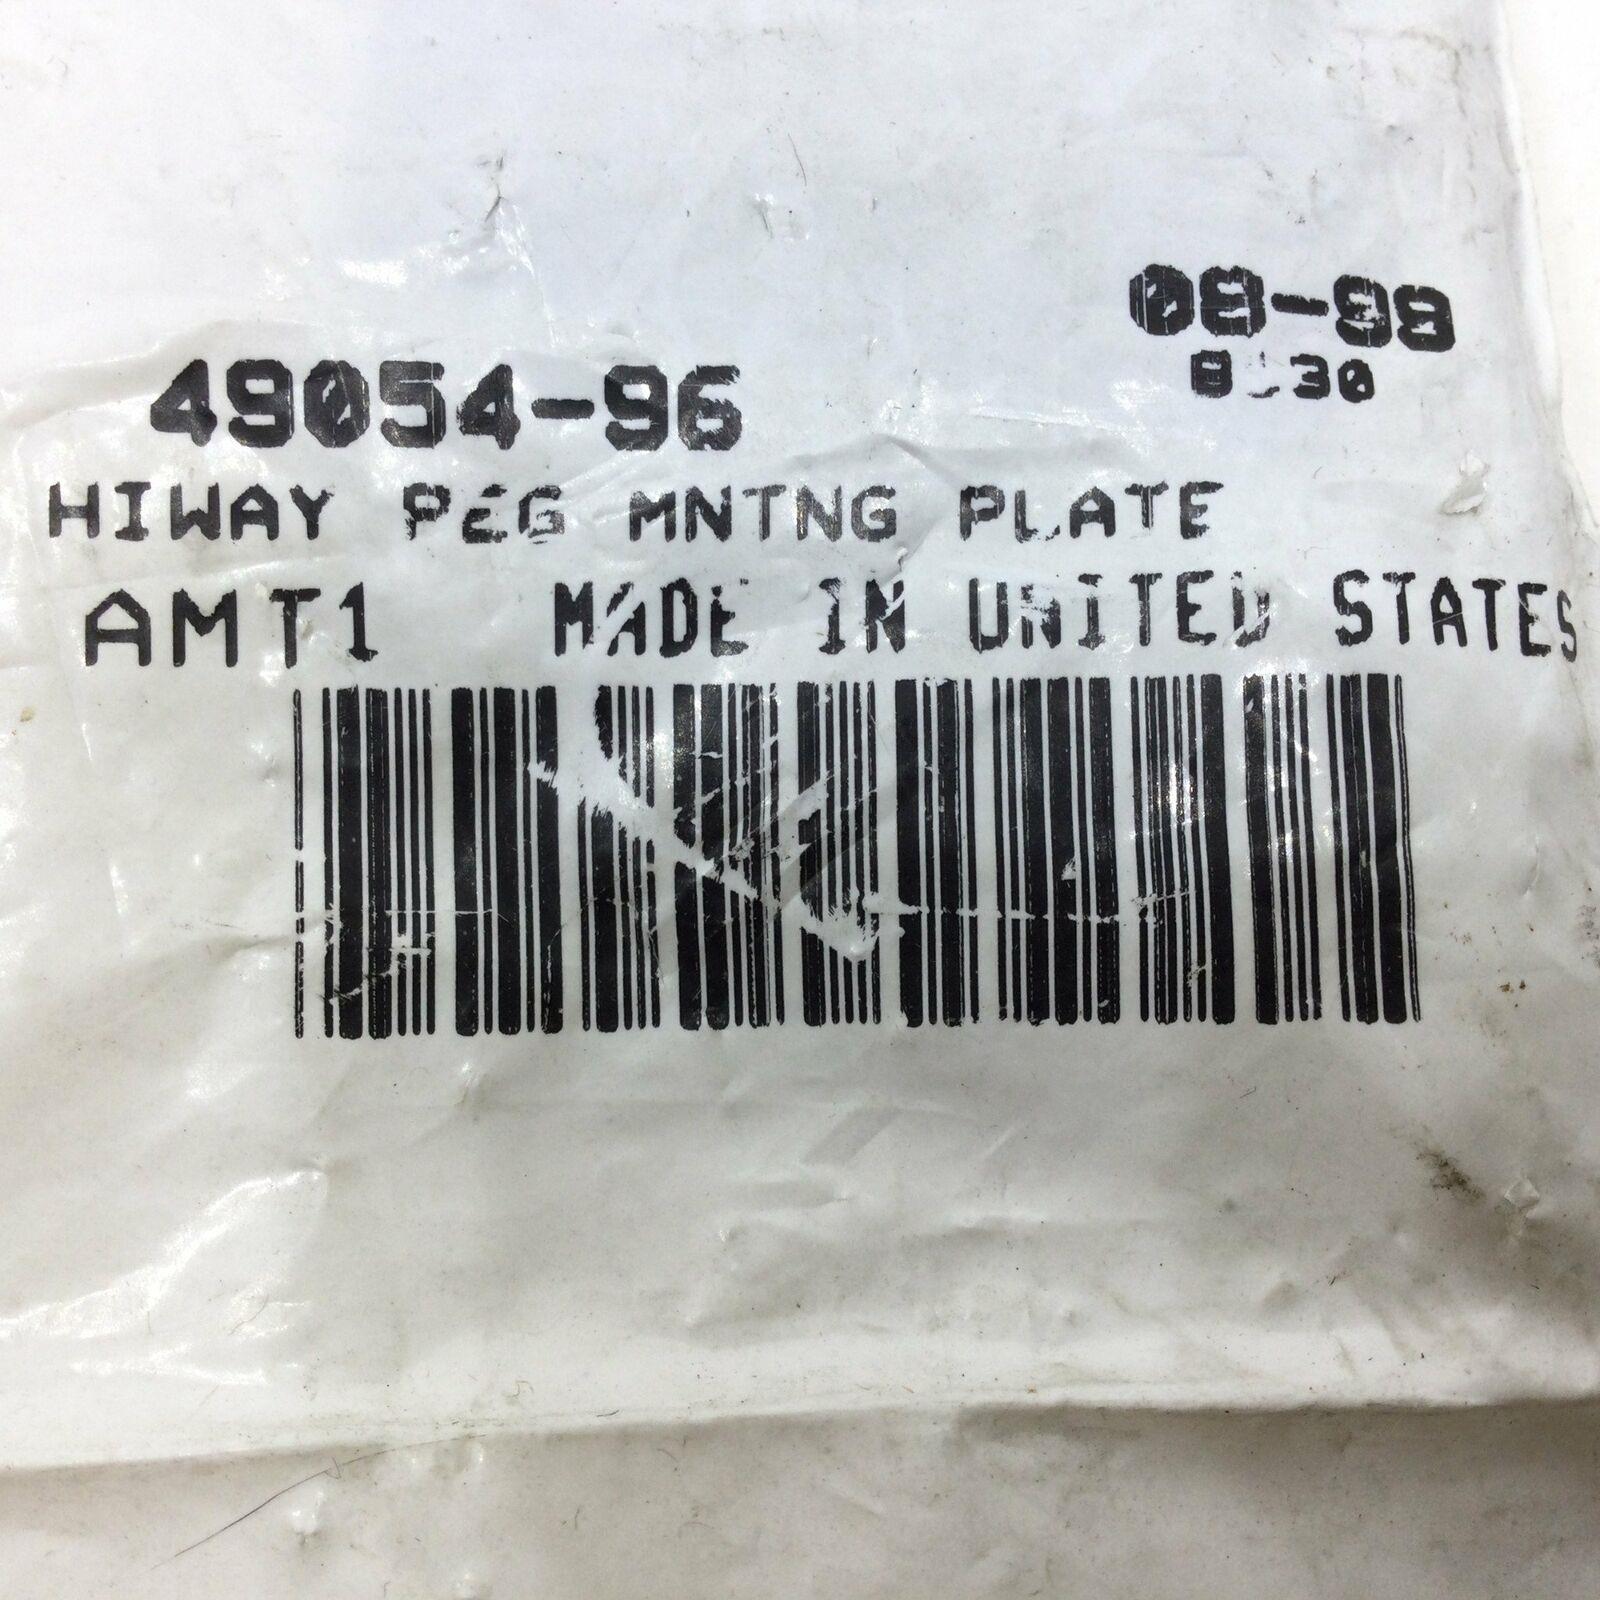 08-98
49054-96
HIWAY PEG MNTNG PLATE
AMT1 MADE IN UNITED STATES